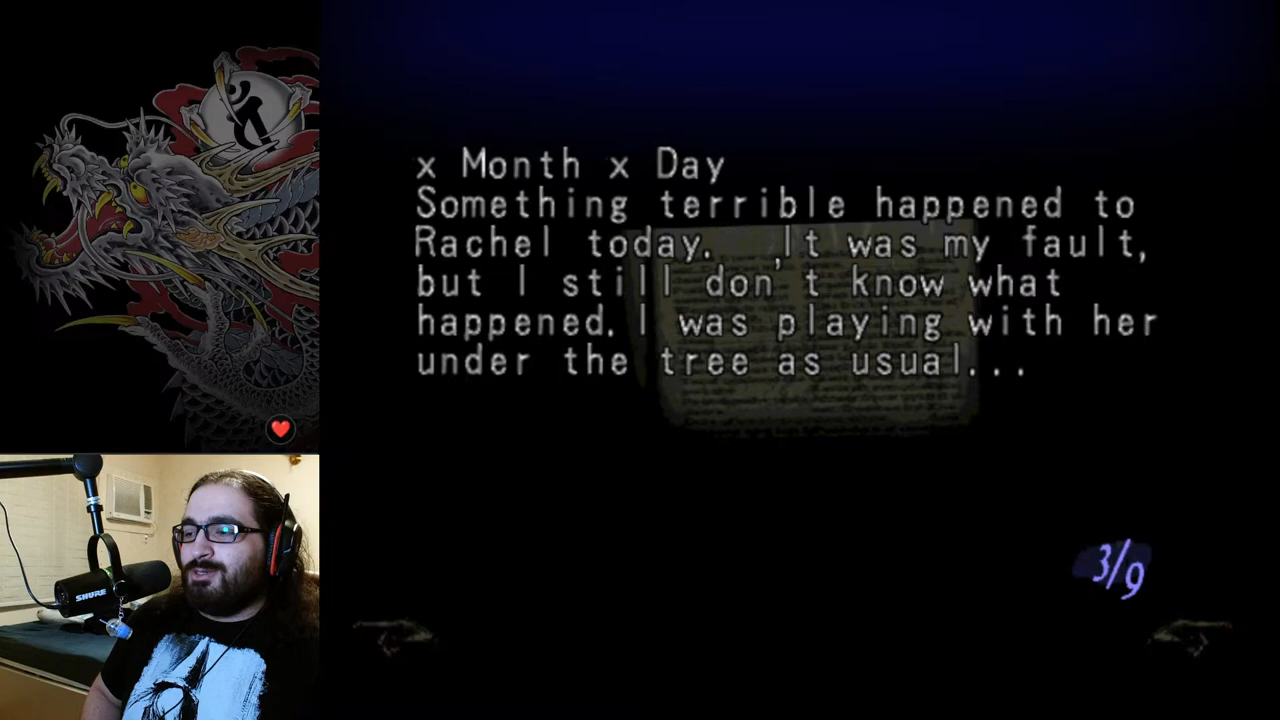 x Month x Day
Something terrible happened to
Rachel today. It was my fault,
but I still don't know what
happened. I was playing with her
under the tree as usual...
3/9
SHURE